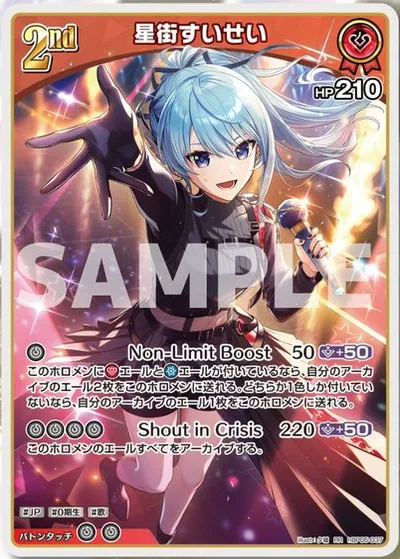 2nd
星街すいせい
HP210
SAMPLE
Non-Limit Boost 50 +50
このホロメンに エールと エールが付いているなら、自分のアーカ
イブのエール2枚をこのホロメンに送れる。どちらか1色しか付いてい
ないなら、自分のアーカイブのエール1枚をこのホロメンに送れる。
Shout in Crisis 220 +50
このホロメンのエールすべてをアーカイブする。
#JP #0期生 #歌
バトンタッチ
Illust: 夕薙 RR hBP05-037